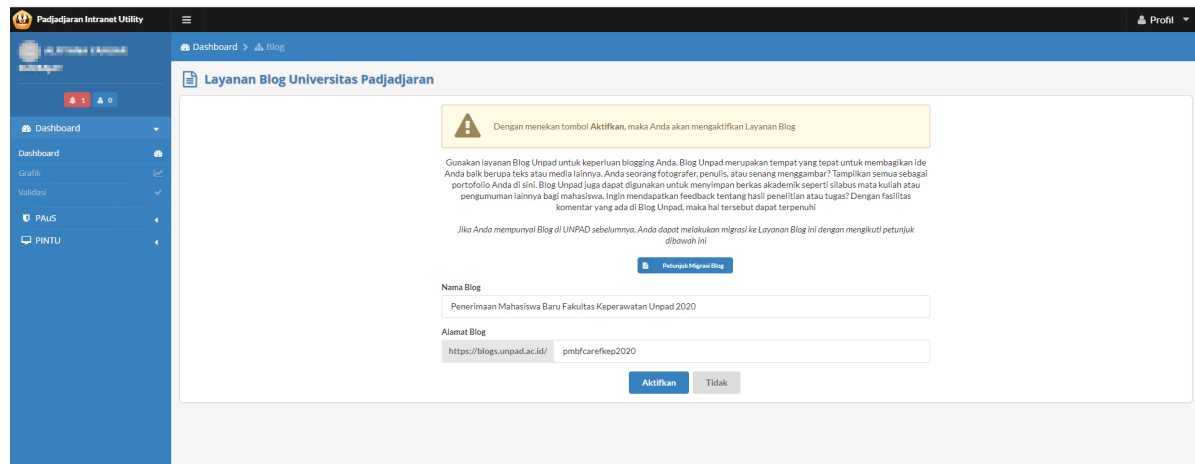 Padjadjaran Intranet Utility
Profil
Dashboard > Blog
Layanan Blog Universitas Padjadjaran
1 0
Dashboard
Dashboard
Grafik
Validasi
PAuS
PINTU
Dengan menekan tombol Aktifkan, maka Anda akan mengaktifkan Layanan Blog
Gunakan layanan Blog Unpad untuk keperluan blogging Anda. Blog Unpad merupakan tempat yang tepat untuk membagikan ide
Anda baik berupa teks atau media lainnya. Anda seorang fotografer, penulis, atau senang menggambar? Tampilkan semua sebagai
portofolio Anda di sini. Blog Unpad juga dapat digunakan untuk menyimpan berkas akademik seperti silabus mata kuliah atau
pengumuman lainnya bagi mahasiswa. Ingin mendapatkan feedback tentang hasil penelitian atau tugas? Dengan fasilitas
komentar yang ada di Blog Unpad, maka hal tersebut dapat terpenuhi
Jika Anda mempunyai Blog di UNPAD sebelumnya, Anda dapat melakukan migrasi ke Layanan Blog ini dengan mengikuti petunjuk
dibawah ini
Petunjuk Migrasi Blog
Nama Blog
Penerimaan Mahasiswa Baru Fakultas Keperawatan Unpad 2020
Alamat Blog
https://blogs.unpad.ac.id/ pmbfcarefkep2020
Aktifkan Tidak